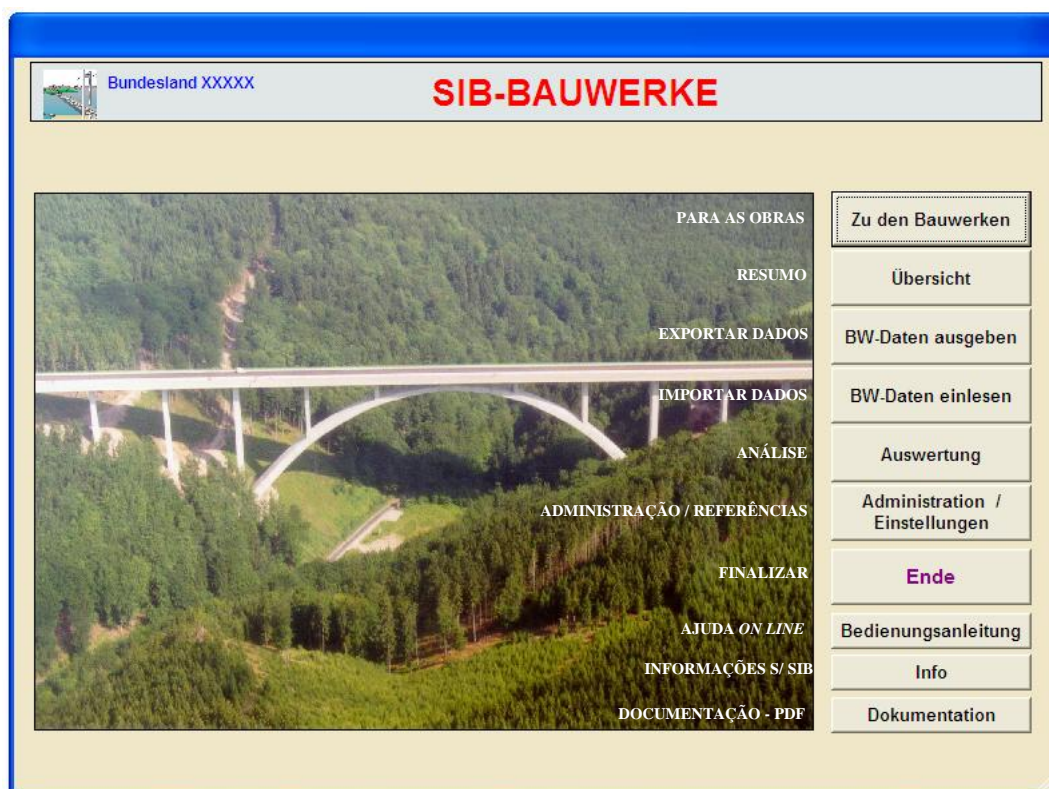 Bundesland XXXXX
SIB-BAUWERKE
PARA AS OBRAS
Zu den Bauwerken
RESUMO
Übersicht
EXPORTAR DADOS
BW-Daten ausgeben
IMPORTAR DADOS
BW-Daten einlesen
ANÁLISE
Auswertung
ADMINISTRAÇÃO / REFERÊNCIAS
Administration /
Einstellungen
FINALIZAR
Ende
AJUDA ON LINE
Bedienungsanleitung
INFORMAÇÕES S/ SIB
Info
DOCUMENTAÇÃO - PDF
Dokumentation